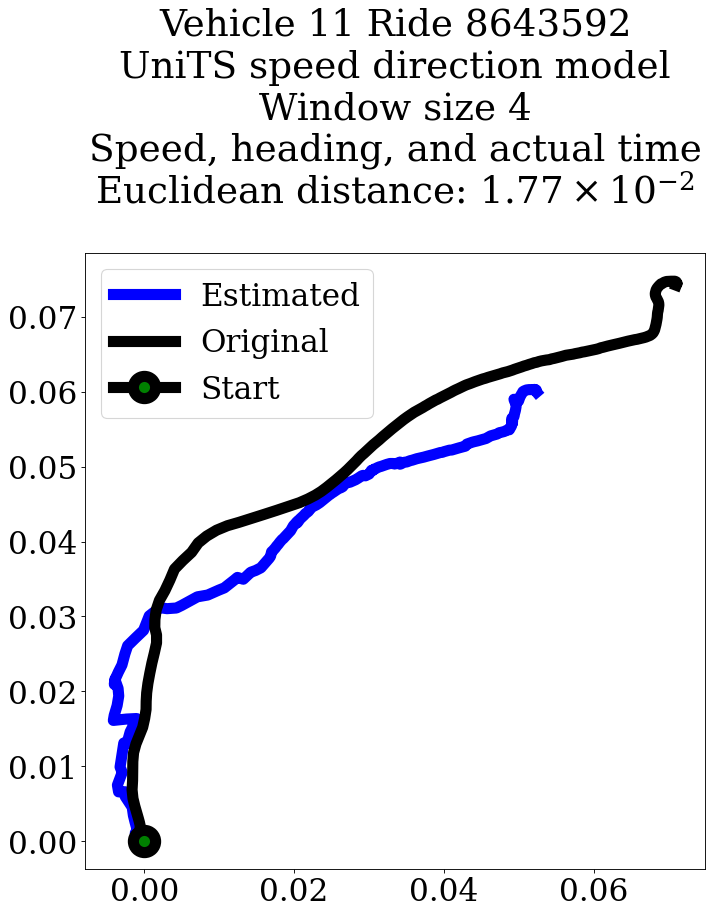 Vehicle 11 Ride 8643592
UniTS speed direction model
Window size 4
Speed, heading, and actual time
Euclidean distance: 1.77 × 10⁻²
Estimated
Original
Start
0.07
0.06
0.05
0.04
0.03
0.02
0.01
0.00
0.00 0.02 0.04 0.06